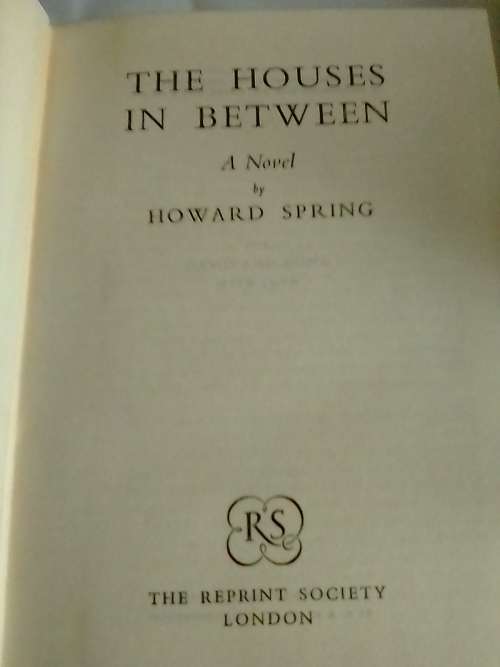 THE HOUSES
IN BETWEEN
A Novel
by
HOWARD SPRING
RS
THE REPRINT SOCIETY
LONDON